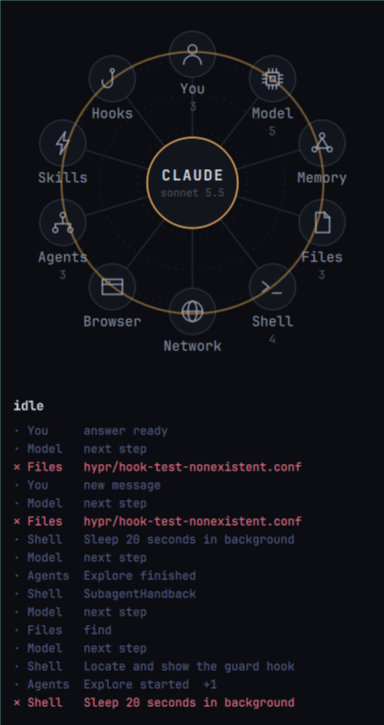 You
3
Hooks
Model
5
CLAUDE
sonnet 5.5
Skills
Memory
Agents
3
Files
3
Browser
Shell
4
Network
idle
· You answer ready
· Model next step
× Files hypr/hook-test-nonexistent.conf
· You new message
· Model next step
× Files hypr/hook-test-nonexistent.conf
· Shell Sleep 20 seconds in background
· Model next step
· Agents Explore finished
· Shell SubagentHandback
· Model next step
· Files find
· Model next step
· Shell Locate and show the guard hook
· Agents Explore started +1
× Shell Sleep 20 seconds in background